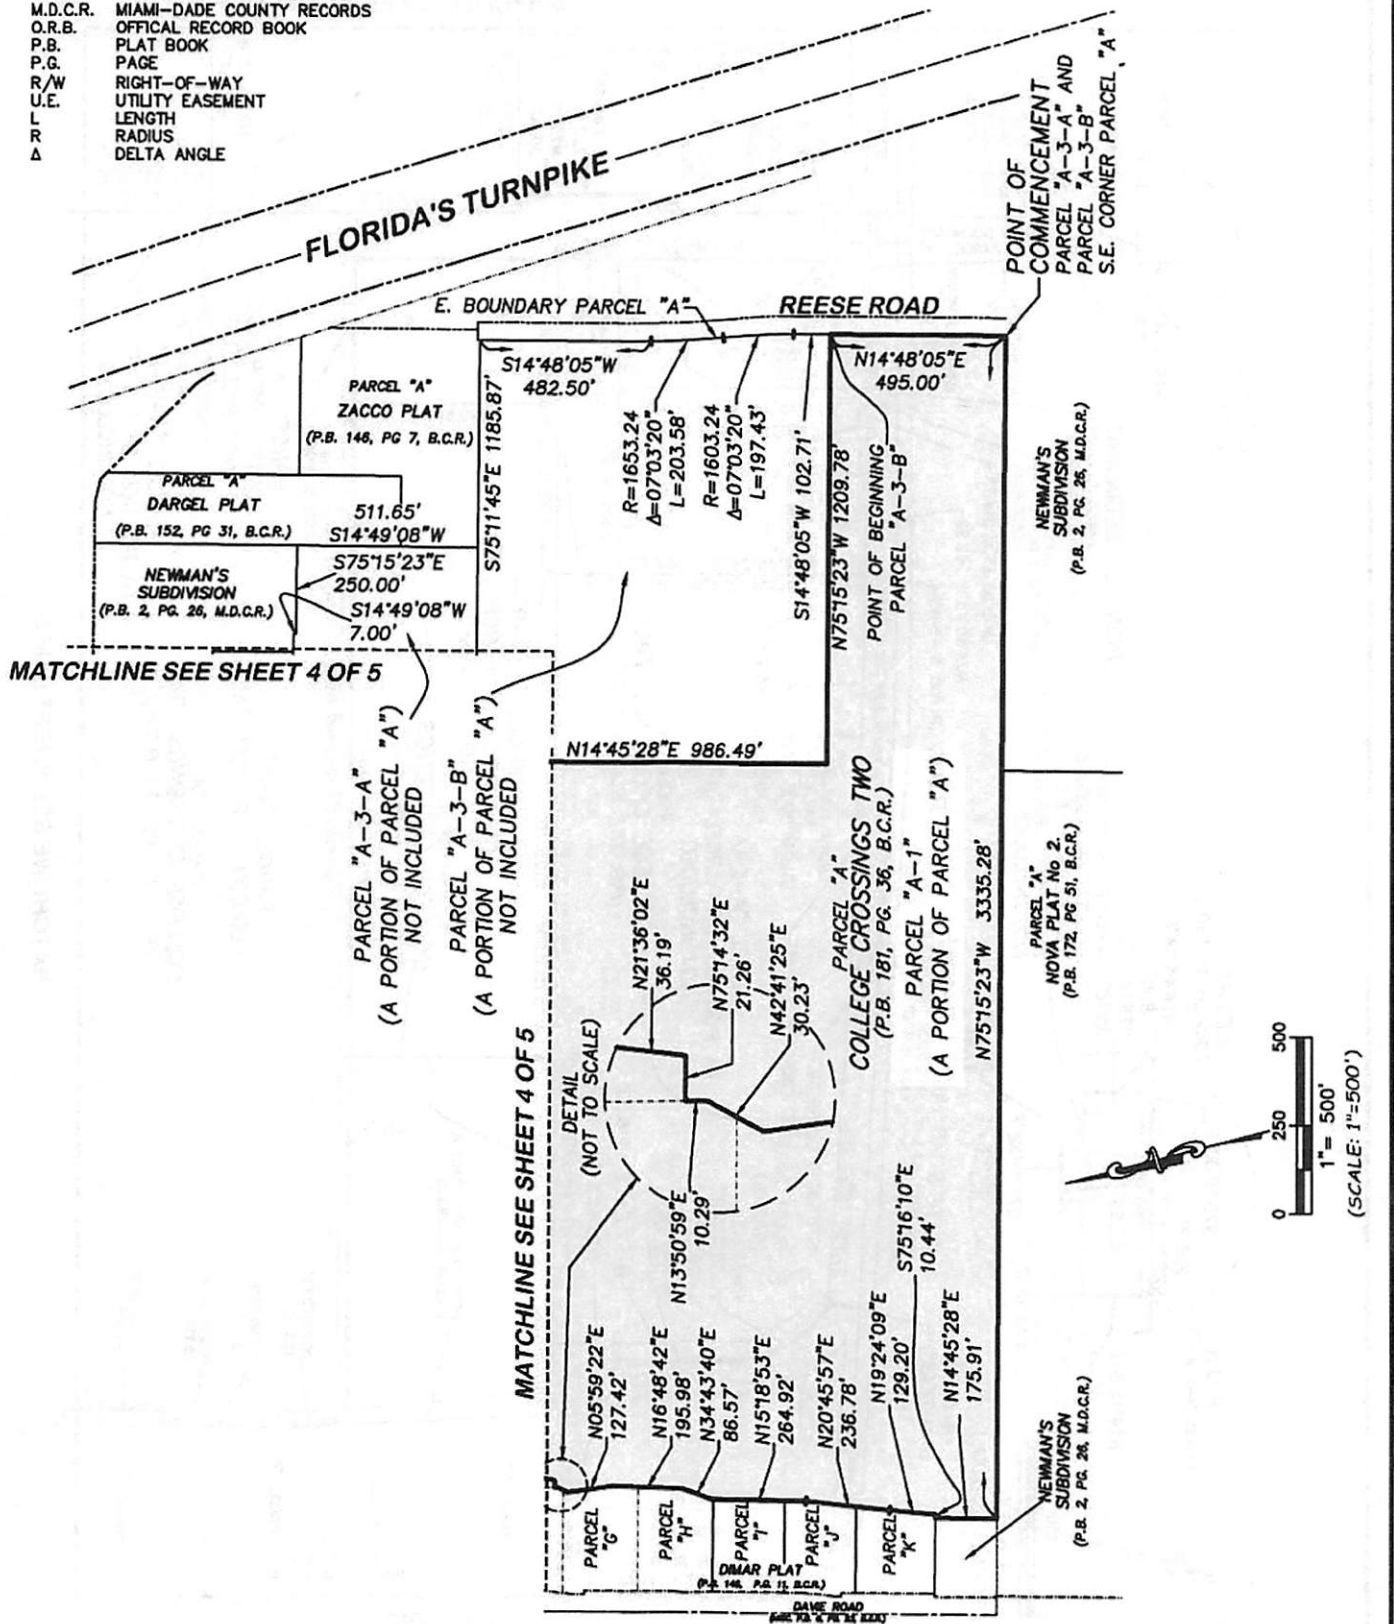 M.D.C.R. MIAMI-DADE COUNTY RECORDS
O.R.B. OFFICAL RECORD BOOK
P.B. PLAT BOOK
P.G. PAGE
R/W RIGHT-OF-WAY
U.E. UTILITY EASEMENT
L LENGTH
R RADIUS
Δ DELTA ANGLE
FLORIDA'S TURNPIKE
POINT OF
COMMENCEMENT
PARCEL "A-3-A" AND
PARCEL "A-3-B"
S.E. CORNER PARCEL "A"
E. BOUNDARY PARCEL "A"
REESE ROAD
S14°48'05"W
482.50'
N14°48'05"E
495.00'
PARCEL "A"
ZACCO PLAT
(P.B. 146, PG 7, B.C.R.)
S75°11'45"E 1185.87'
R=1653.24
Δ=07°03'20"
L=203.58'
R=1603.24
Δ=07°03'20"
L=197.43'
S14°48'05"W 102.71'
N75°15'23"W 1209.78'
POINT OF BEGINNING
PARCEL "A-3-B"
NEWMAN'S
SUBDIVISION
(P.B. 2, PG. 26, M.D.C.R.)
PARCEL "A"
DARGEL PLAT
(P.B. 152, PG 31, B.C.R.)
511.65'
S14°49'08"W
S75°15'23"E
250.00'
S14°49'08"W
7.00'
NEWMAN'S
SUBDIVISION
(P.B. 2, PG. 26, M.D.C.R.)
MATCHLINE SEE SHEET 4 OF 5
PARCEL "A-3-A"
(A PORTION OF PARCEL "A")
NOT INCLUDED
PARCEL "A-3-B"
(A PORTION OF PARCEL "A")
NOT INCLUDED
N14°45'28"E 986.49'
PARCEL "A"
COLLEGE CROSSINGS TWO
(P.B. 181, PG. 36, B.C.R.)
PARCEL "A-1"
(A PORTION OF PARCEL "A")
N75°15'23"W 3335.28'
PARCEL "A"
NOVA PLAT No 2.
(P.B. 172, PG 51, B.C.R.)
MATCHLINE SEE SHEET 4 OF 5
DETAIL
(NOT TO SCALE)
N21°36'02"E
36.19'
N75°14'32"E
21.26'
N42°41'25"E
30.23'
N13°50'59"E
10.29'
N05°59'22"E
127.42'
N16°48'42"E
195.98'
N34°43'40"E
86.57'
N15°18'53"E
264.92'
N20°45'57"E
236.78'
N19°24'09"E
129.20'
S75°16'10"E
10.44'
N14°45'28"E
175.91'
0 250 500
1" = 500'
(SCALE: 1"=500')
PARCEL
"G"
PARCEL
"H"
PARCEL
"I"
PARCEL
"J"
PARCEL
"K"
DIMAR PLAT
(P.B. 148, P.G. 11, B.C.R.)
NEWMAN'S
SUBDIVISION
(P.B. 2, PG. 26, M.D.C.R.)
DAVIE ROAD